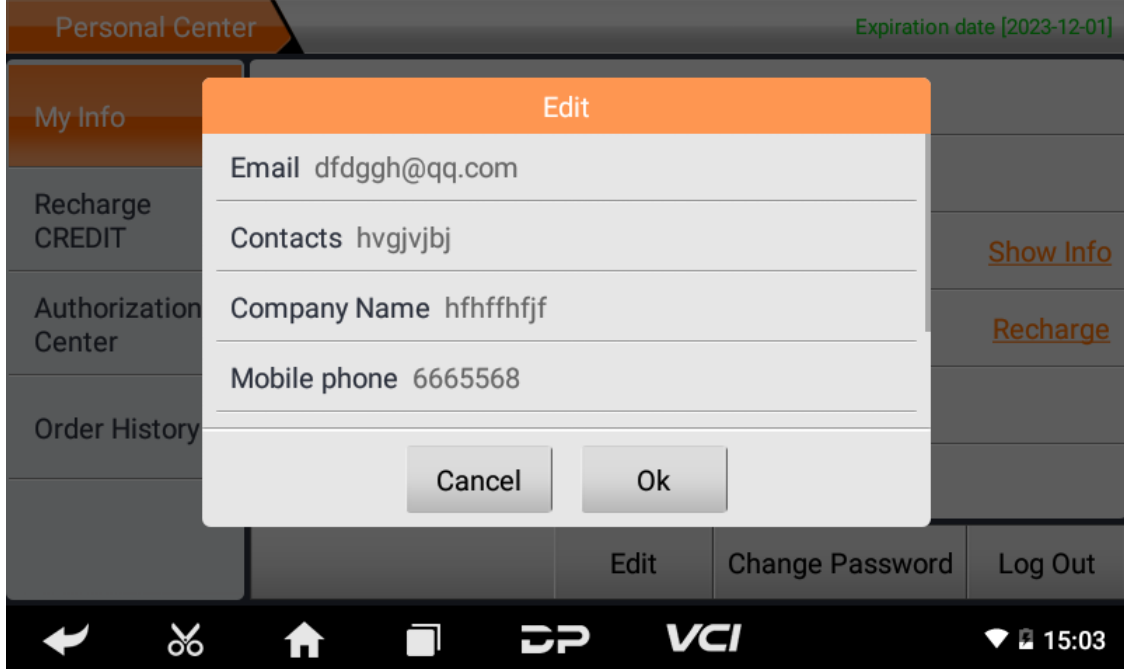 Personal Center
Expiration date [2023-12-01]
My Info
Recharge
CREDIT
Authorization
Center
Order History
Edit
Email dfdggh@qq.com
Contacts hvgjvjbj
Company Name hfhffhfjf
Mobile phone 6665568
Cancel
Ok
Show Info
Recharge
Edit
Change Password
Log Out
DP
VCI
15:03